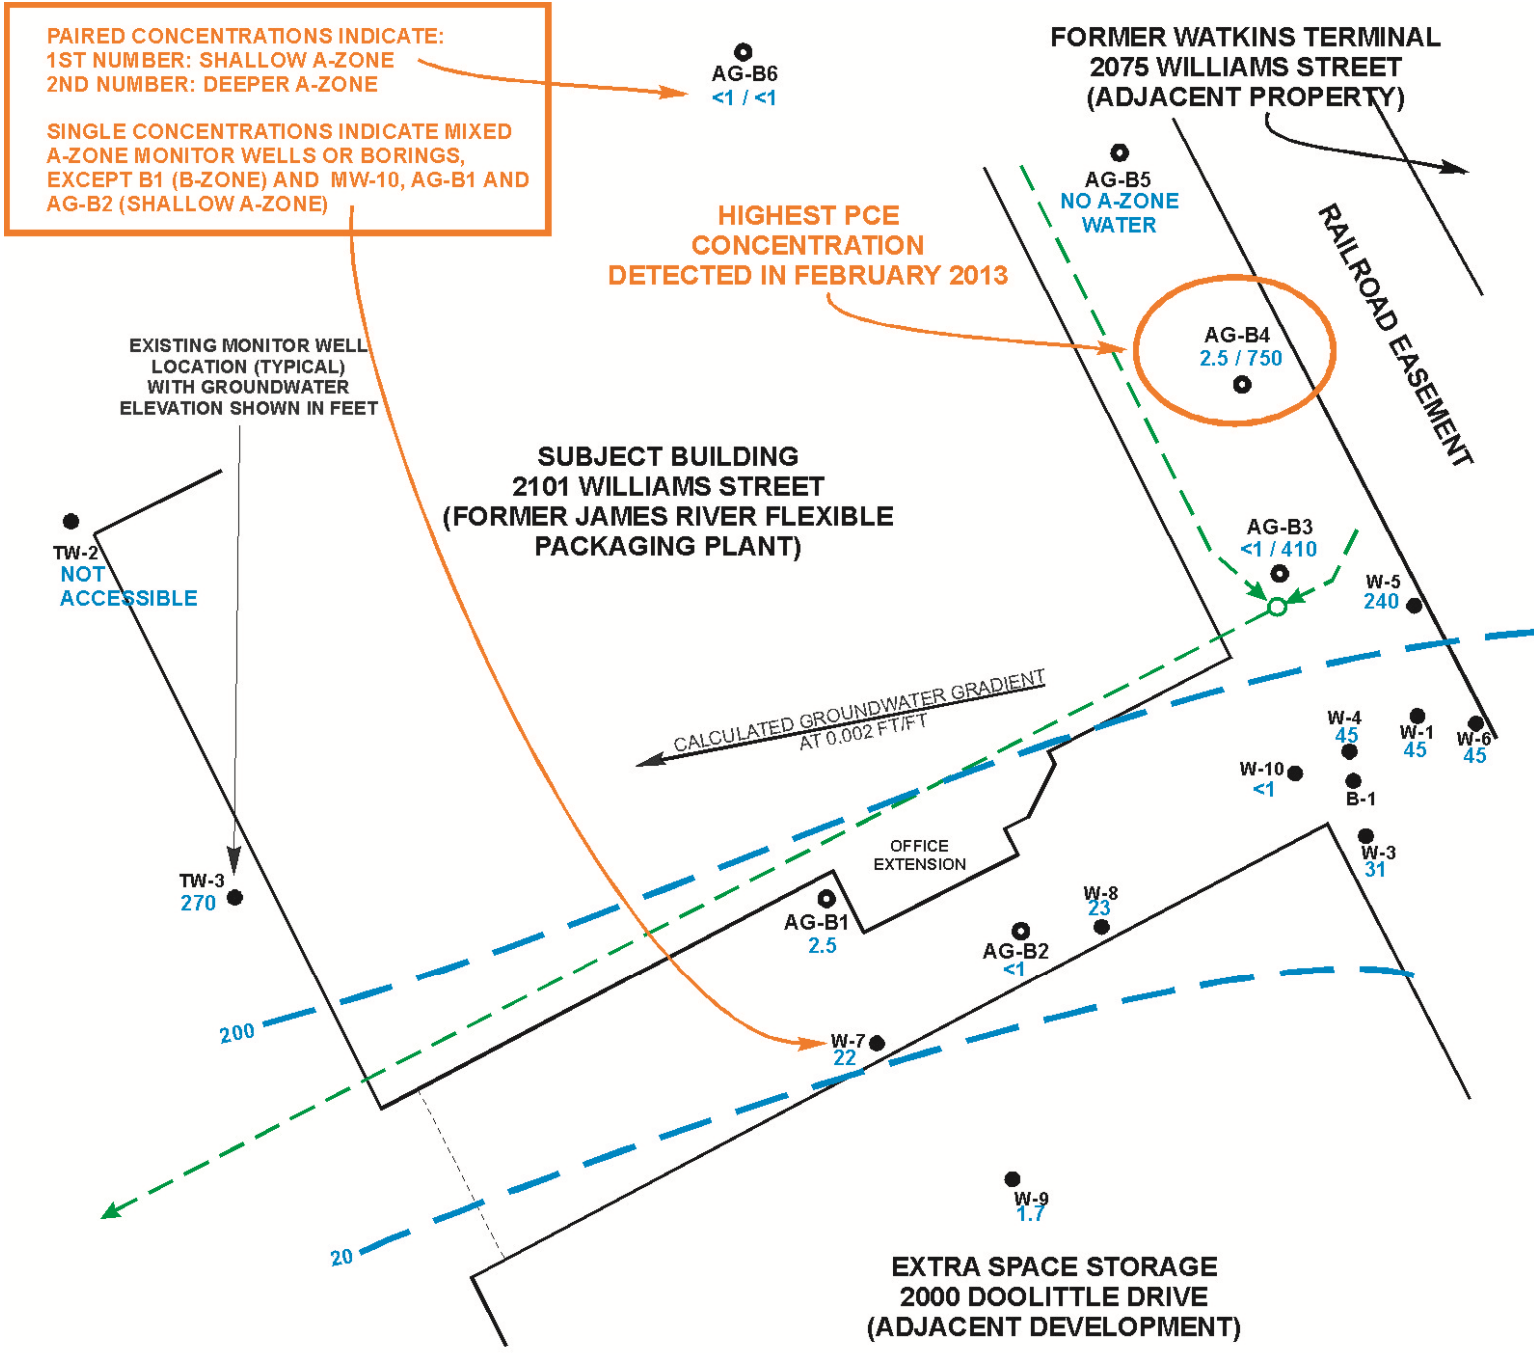 PAIRED CONCENTRATIONS INDICATE:
1ST NUMBER: SHALLOW A-ZONE
2ND NUMBER: DEEPER A-ZONE
SINGLE CONCENTRATIONS INDICATE MIXED
A-ZONE MONITOR WELLS OR BORINGS,
EXCEPT B1 (B-ZONE) AND MW-10, AG-B1 AND
AG-B2 (SHALLOW A-ZONE)
AG-B6
<1 / <1
FORMER WATKINS TERMINAL
2075 WILLIAMS STREET
(ADJACENT PROPERTY)
AG-B5
NO A-ZONE
WATER
HIGHEST PCE
CONCENTRATION
DETECTED IN FEBRUARY 2013
RAILROAD EASEMENT
AG-B4
2.5 / 750
EXISTING MONITOR WELL
LOCATION (TYPICAL)
WITH GROUNDWATER
ELEVATION SHOWN IN FEET
SUBJECT BUILDING
2101 WILLIAMS STREET
(FORMER JAMES RIVER FLEXIBLE
PACKAGING PLANT)
TW-2
NOT
ACCESSIBLE
AG-B3
<1 / 410
W-5
240
CALCULATED GROUNDWATER GRADIENT
AT 0.002 FT/FT
W-4
45
W-1
45
W-6
45
W-10
<1
B-1
W-3
31
OFFICE
EXTENSION
TW-3
270
AG-B1
2.5
W-8
23
AG-B2
<1
200
W-7
22
W-9
1.7
20
EXTRA SPACE STORAGE
2000 DOOLITTLE DRIVE
(ADJACENT DEVELOPMENT)